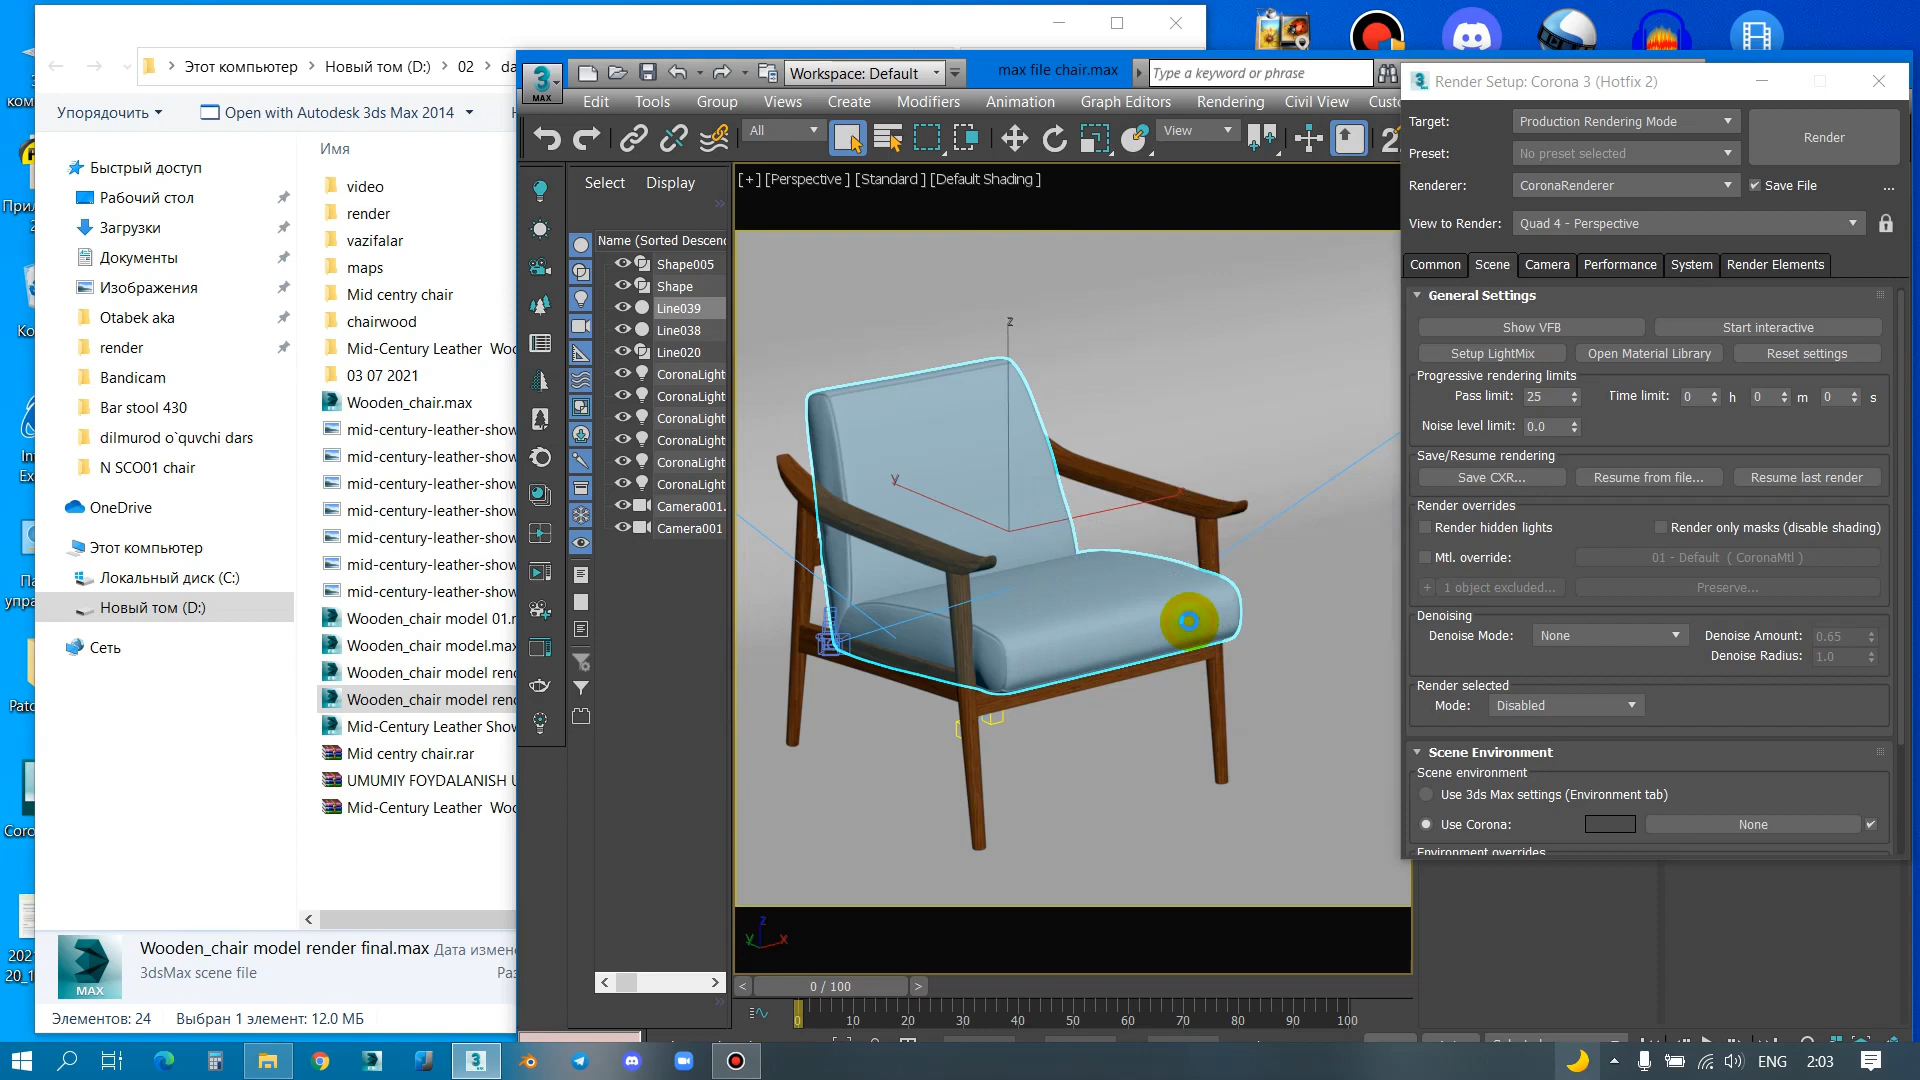 Этот компьютер
Новый том (D:)
02
Упорядочить
Open with Autodesk 3ds Max 2014
Имя
Быстрый доступ
Рабочий стол
Загрузки
Документы
Изображения
Otabek aka
render
Bandicam
Bar stool 430
dilmurod o`quvchi dars
N SCO01 chair
OneDrive
Этот компьютер
Локальный диск (C:)
Новый том (D:)
Сеть
video
render
vazifalar
maps
Mid centry chair
chairwood
Mid-Century Leather
03 07 2021
Wooden_chair.max
mid-century-leather-show
mid-century-leather-show
mid-century-leather-show
mid-century-leather-show
mid-century-leather-show
mid-century-leather-show
mid-century-leather-show
Wooden_chair model 01.
Wooden_chair model.max
Wooden_chair model
Wooden_chair model
Mid-Century Leather
Mid centry chair.rar
UMUMIY FOYDALANISH
Mid-Century Leather
Wooden_chair model render final.max
Дата
3dsMax scene file
MAX
Элементов: 24
Выбран 1 элемент: 12.0 МБ
3
MAX
Workspace: Default
max file chair.max
Type a keyword or phrase
Edit
Tools
Group
Views
Create
Modifiers
Animation
Graph Editors
Rendering
Civil View
All
View
Select
Display
Name (Sorted Descend
Shape005
Shape
Line039
Line038
Line020
CoronaLight
CoronaLight
CoronaLight
CoronaLight
CoronaLight
CoronaLight
Camera001.
Camera001
[+] [Perspective ] [Standard ] [Default Shading ]
z
y
z
y
x
0 / 100
0 10 20 30 40 50 60 70 80 90 100
Render Setup: Corona 3 (Hotfix 2)
Target:
Production Rendering Mode
Render
Preset:
No preset selected
Renderer:
CoronaRenderer
Save File
...
View to Render:
Quad 4 - Perspective
Common
Scene
Camera
Performance
System
Render Elements
General Settings
Show VFB
Start interactive
Setup LightMix
Open Material Library
Reset settings
Progressive rendering limits
Pass limit: 25
Time limit: 0 h 0 m 0 s
Noise level limit: 0.0
Save/Resume rendering
Save CXR...
Resume from file...
Resume last render
Render overrides
Render hidden lights
Render only masks (disable shading)
Mtl. override:
01 - Default ( CoronaMtl )
+
1 object excluded...
Preserve...
Denoising
Denoise Mode: None
Denoise Amount: 0.65
Denoise Radius: 1.0
Render selected
Mode: Disabled
Scene Environment
Scene environment
Use 3ds Max settings (Environment tab)
Use Corona:
None
Environment overrides
ENG
2:03